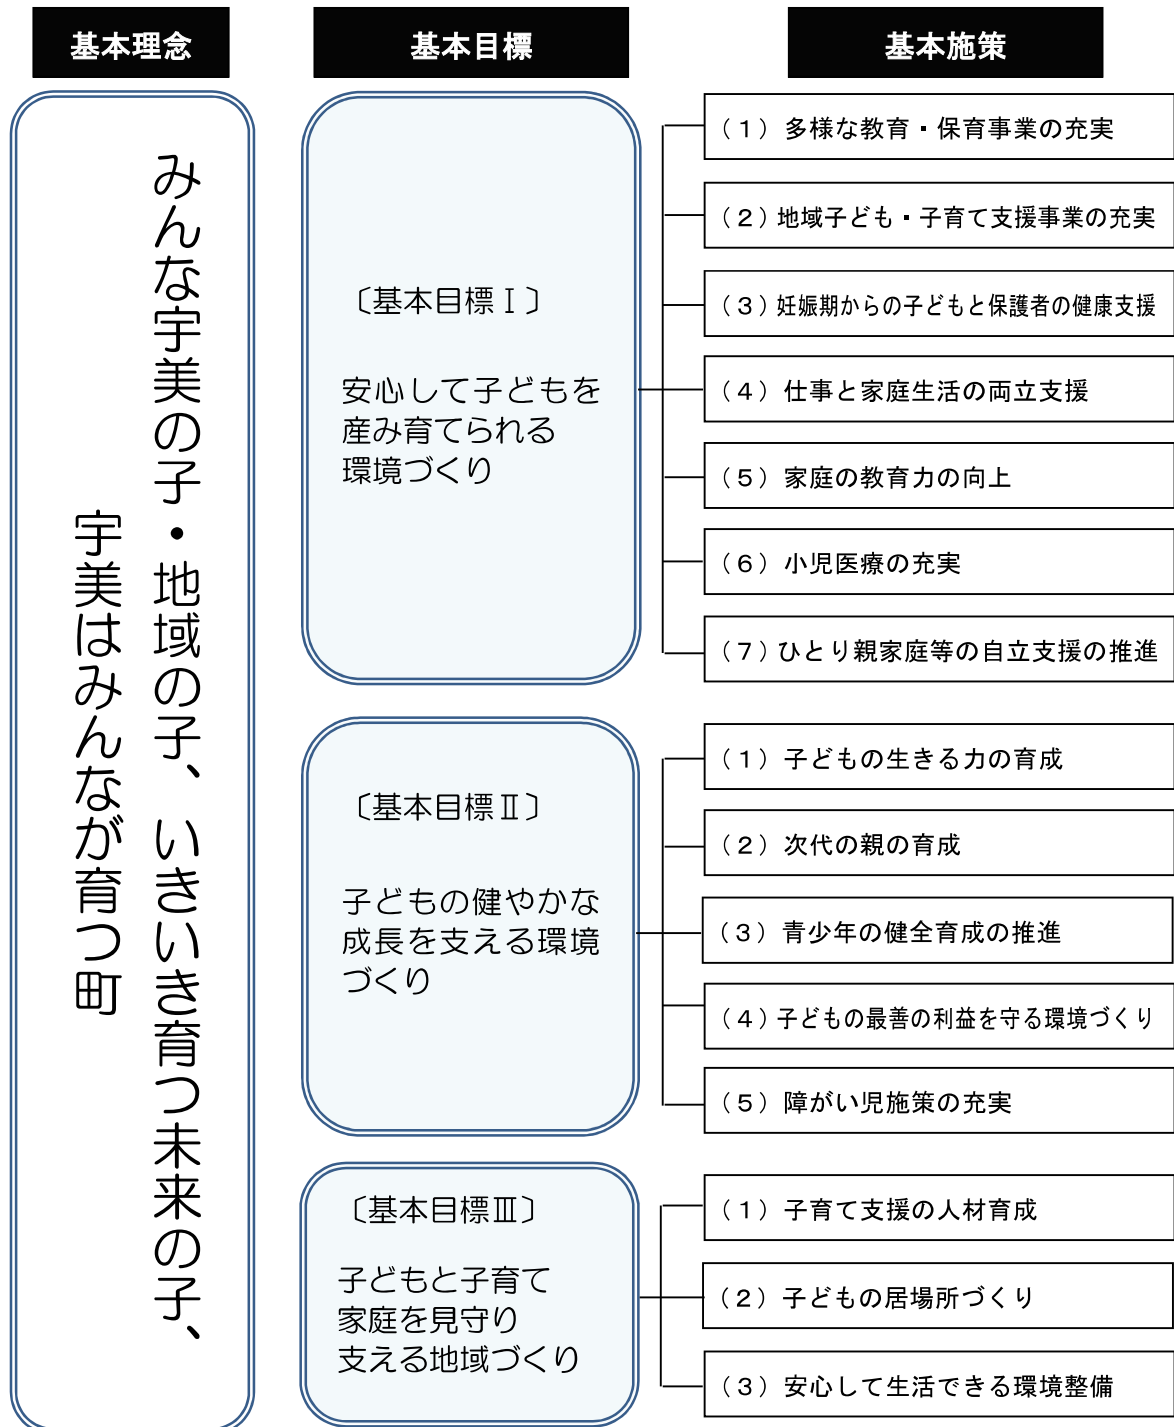 基本理念
基本目標
基本施策
みんな宇美の子・地域の子、いきいき育つ未来の子、
宇美はみんなが育つ町
〔基本目標Ⅰ〕
安心して子どもを
産み育てられる
環境づくり
（１）多様な教育・保育事業の充実
（２）地域子ども・子育て支援事業の充実
（３）妊娠期からの子どもと保護者の健康支援
（４）仕事と家庭生活の両立支援
（５）家庭の教育力の向上
（６）小児医療の充実
（７）ひとり親家庭等の自立支援の推進
〔基本目標Ⅱ〕
子どもの健やかな
成長を支える環境
づくり
（１）子どもの生きる力の育成
（２）次代の親の育成
（３）青少年の健全育成の推進
（４）子どもの最善の利益を守る環境づくり
（５）障がい児施策の充実
〔基本目標Ⅲ〕
子どもと子育て
家庭を見守り
支える地域づくり
（１）子育て支援の人材育成
（２）子どもの居場所づくり
（３）安心して生活できる環境整備